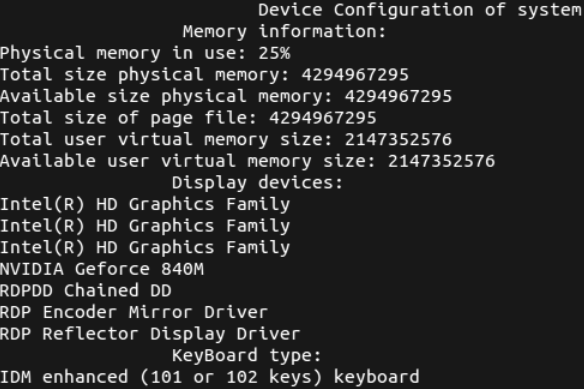 Device Configuration of system
Memory information:
Physical memory in use: 25%
Total size physical memory: 4294967295
Available size physical memory: 4294967295
Total size of page file: 4294967295
Total user virtual memory size: 2147352576
Available user virtual memory size: 2147352576
Display devices:
Intel(R) HD Graphics Family
Intel(R) HD Graphics Family
Intel(R) HD Graphics Family
NVIDIA Geforce 840M
RDPDD Chained DD
RDP Encoder Mirror Driver
RDP Reflector Display Driver
KeyBoard type:
IDM enhanced (101 or 102 keys) keyboard